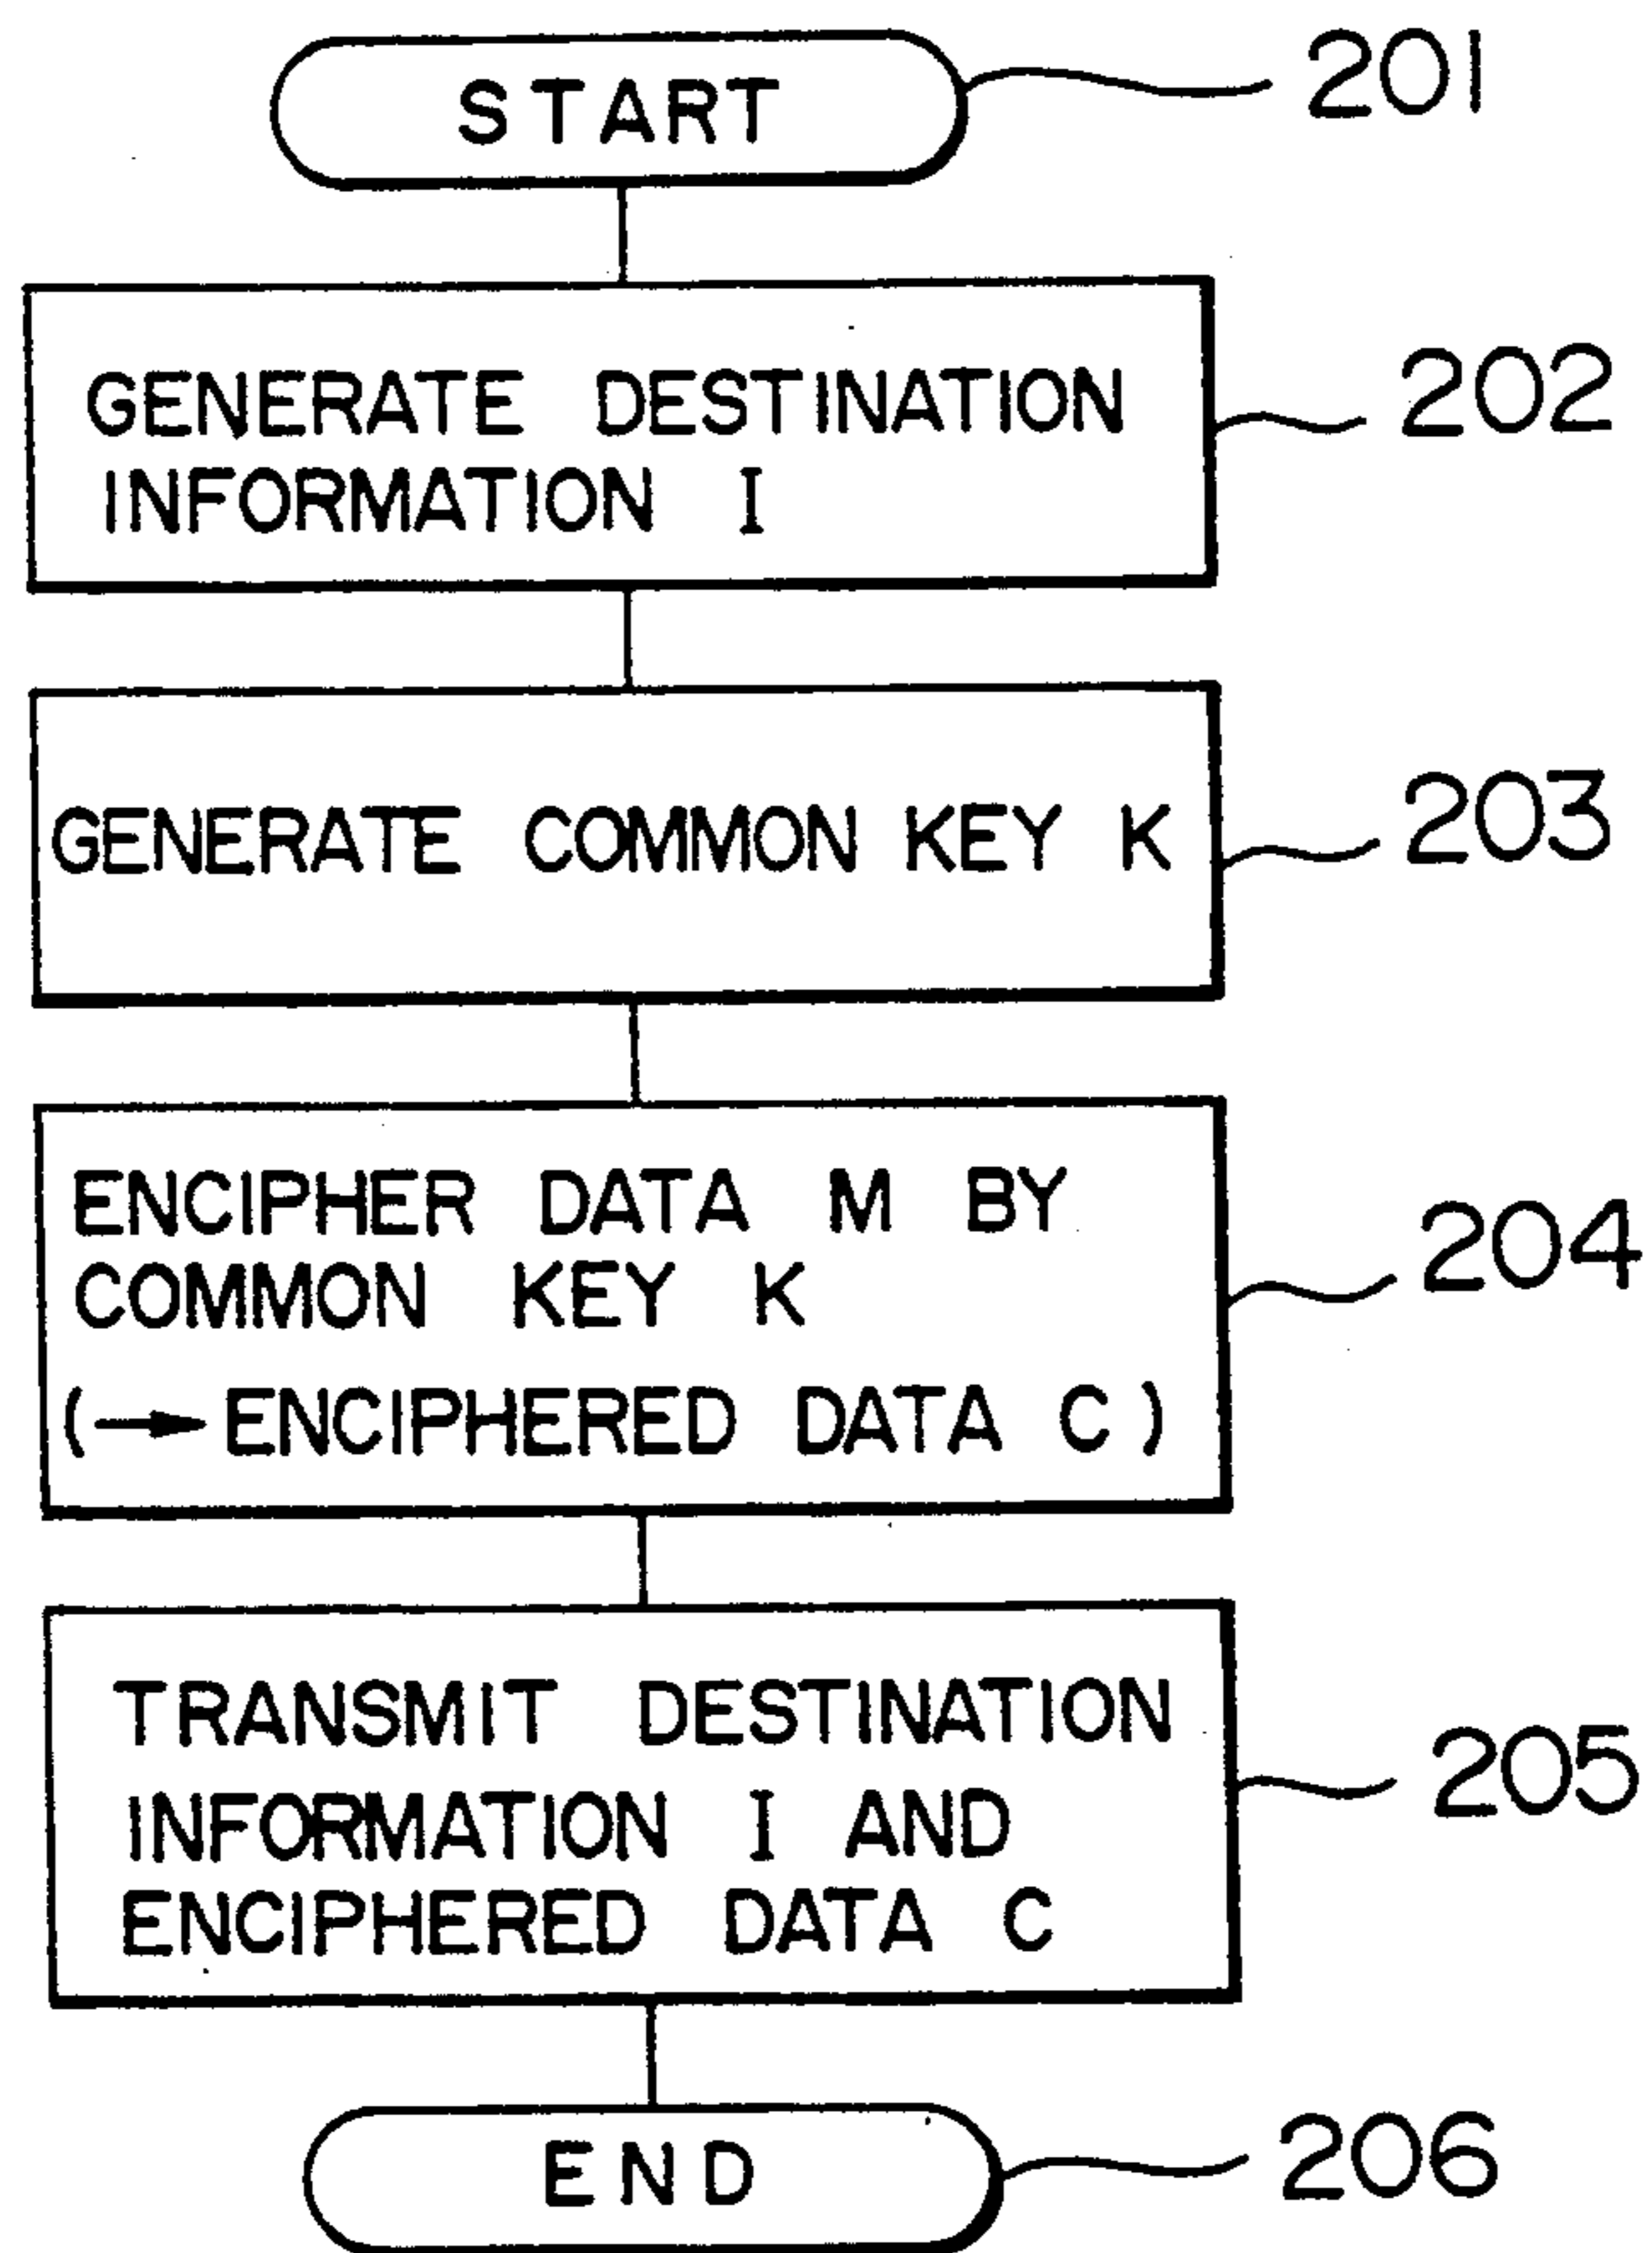 START
201
GENERATE DESTINATION
INFORMATION I
202
GENERATE COMMON KEY K
203
ENCIPHER DATA M BY
COMMON KEY K
(→ ENCIPHERED DATA C)
204
TRANSMIT DESTINATION
INFORMATION I AND
ENCIPHERED DATA C
205
END
206